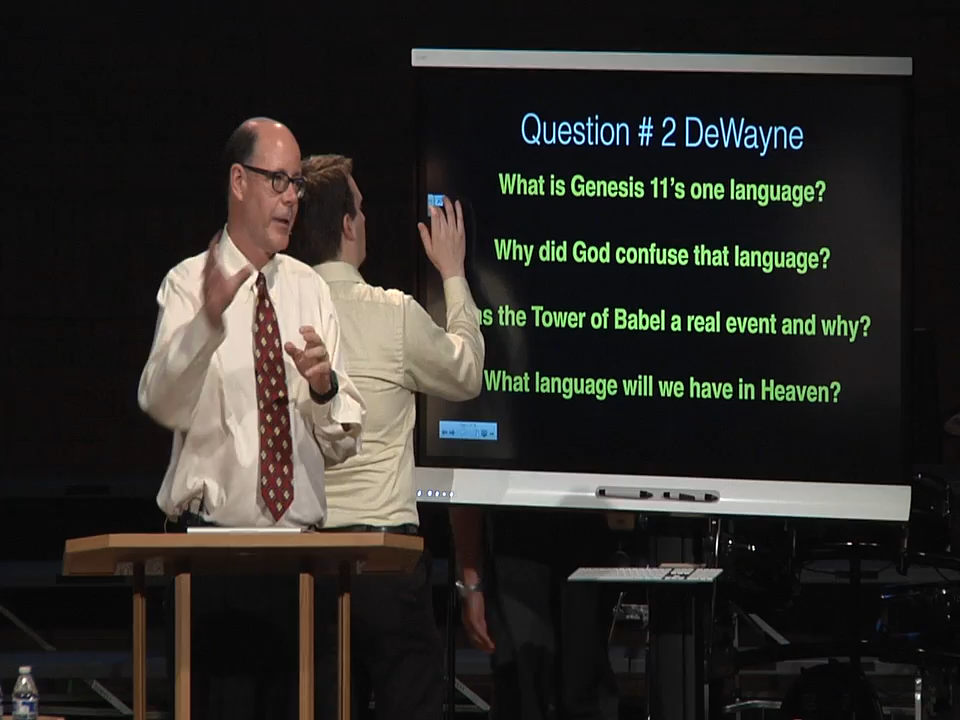 Question # 2 DeWayne
What is Genesis 11's one language?
Why did God confuse that language?
the Tower of Babel a real event and why?
What language will we have in Heaven?